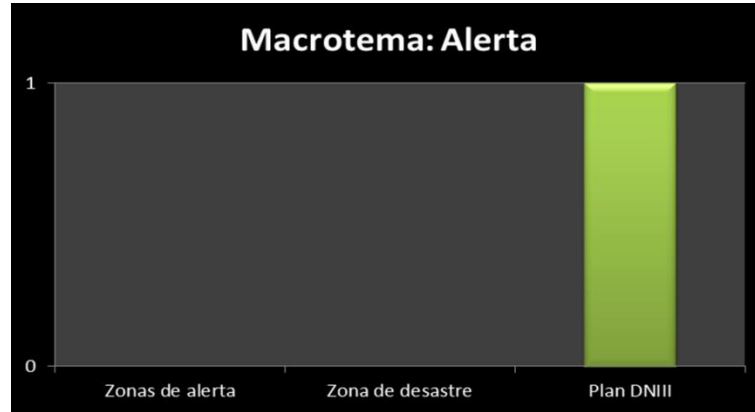 Macrotema: Alerta
1
0
Zonas de alerta
Zona de desastre
Plan DNIII